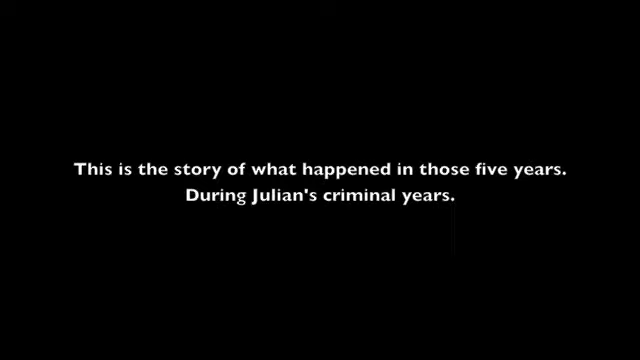 This is the story of what happened in those five years.
During Julian's criminal years.